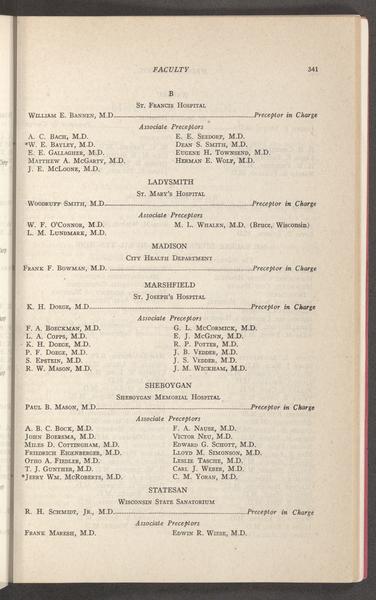 FACULTY 341
B
St. Francis Hospital
William E. Bannen, M.D. Preceptor in Charge
Associate Preceptors
A. C. Bach, M.D. E. E. Seedorf, M.D.
*W. E. Bayley, M.D. Dean S. Smith, M.D.
E. E. Gallagher, M.D. Eugene H. Townsend, M.D.
Matthew A. McGarty, M.D. Herman E. Wolf, M.D.
J. E. McLoone, M.D.
LADYSMITH
St. Mary's Hospital
Woodruff Smith, M.D. Preceptor in Charge
Associate Preceptors
W. F. O'Connor, M.D. M. L. Whalen, M.D. (Bruce, Wisconsin)
L. M. Lundmark, M.D.
MADISON
City Health Department
Frank F. Bowman, M.D. Preceptor in Charge
MARSHFIELD
St. Joseph's Hospital
K. H. Doege, M.D. Preceptor in Charge
Associate Preceptors
F. A. Boeckman, M.D. G. L. McCormick, M.D.
L. A. Copps, M.D. E. J. McGinn, M.D.
K. H. Doege, M.D. R. P. Potter, M.D.
P. F. Doege, M.D. J. B. Vedder, M.D.
S. Epstein, M.D. J. S. Vedder, M.D.
R. W. Mason, M.D. J. M. Wickham, M.D.
SHEBOYGAN
Sheboygan Memorial Hospital
Paul B. Mason, M.D. Preceptor in Charge
Associate Preceptors
A. B. C. Bock, M.D. F. A. Nause, M.D.
John Boersma, M.D. Victor Neu, M.D.
Miles D. Cottingham, M.D. Edward G. Schott, M.D.
Friedrich Eigenberger, M.D. Lloyd M. Simonson, M.D.
Otho A. Fiedler, M.D. Leslie Tasche, M.D.
T. J. Gunther, M.D. Carl J. Weber, M.D.
*Jerry Wm. McRoberts, M.D. C. M. Yoran, M.D.
STATESAN
Wisconsin State Sanatorium
R. H. Schmidt, Jr., M.D. Preceptor in Charge
Associate Preceptors
Frank Maresh, M.D. Edwin R. Wiese, M.D.